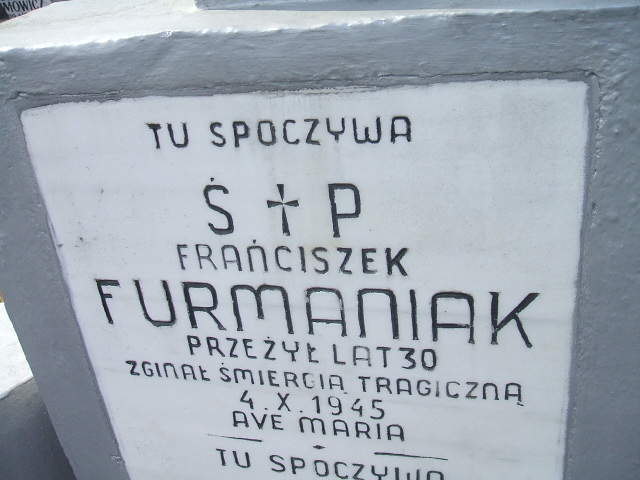 TU SPOCZYWA
Ś † P
FRAŃCISZEK
FURMANIAK
PRZEŻYŁ LAT 30
ZGINAŁ ŚMIERCIĄ TRAGICZNĄ
4.X.1945
AVE MARIA
TU SPOCZYWA